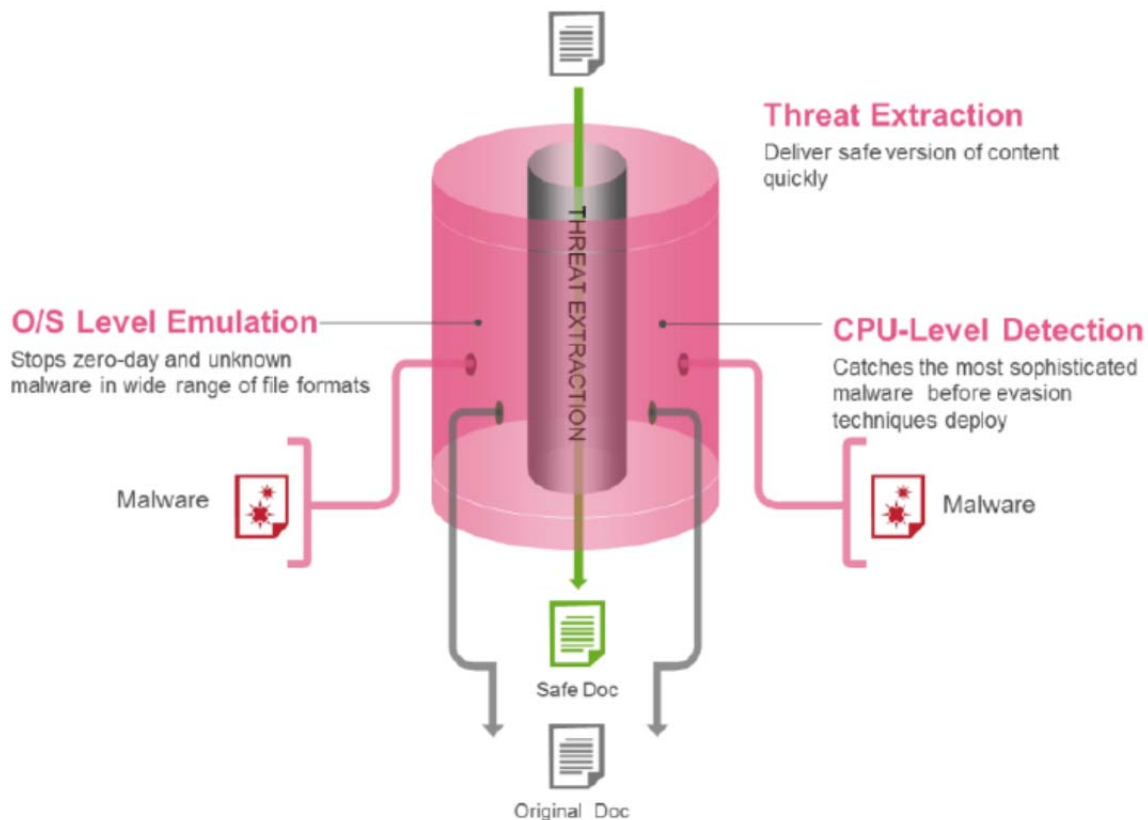 Threat Extraction
Deliver safe version of content
quickly
THREAT EXTRACTION
O/S Level Emulation
Stops zero-day and unknown
malware in wide range of file formats
CPU-Level Detection
Catches the most sophisticated
malware before evasion
techniques deploy
Malware
Malware
Safe Doc
Original Doc